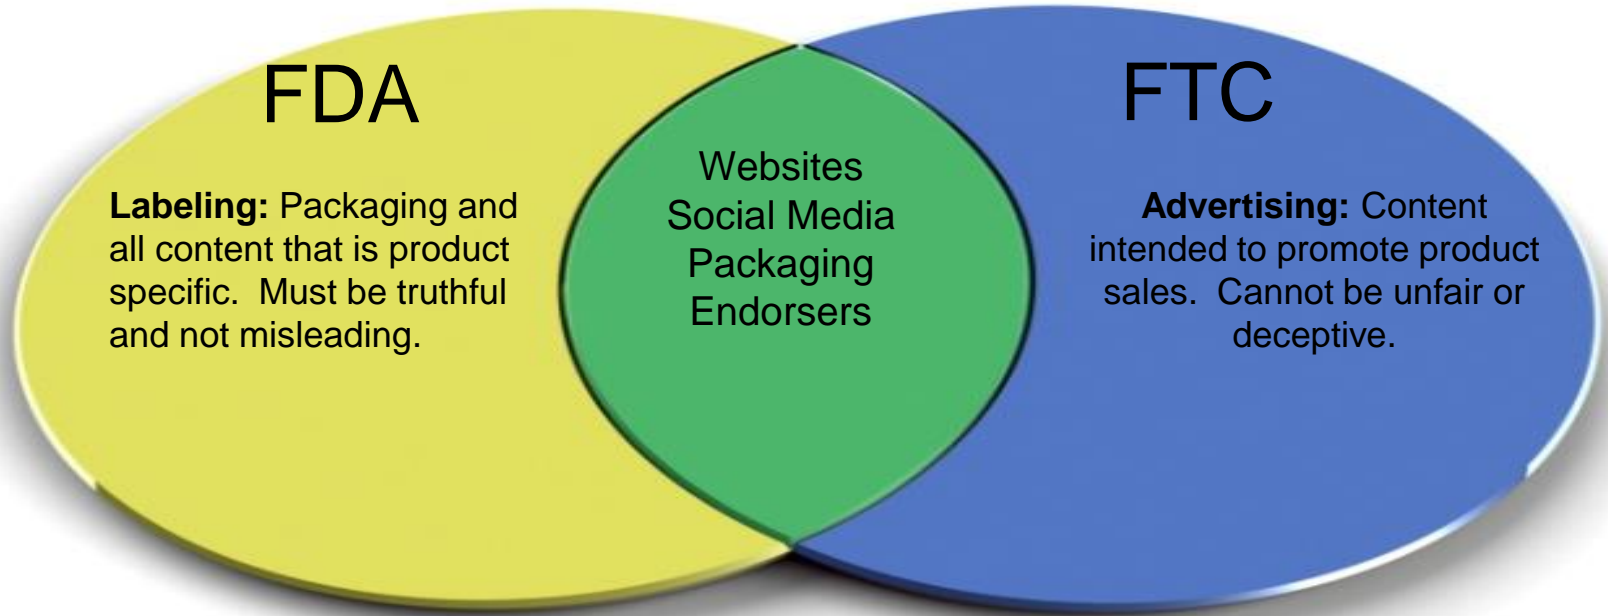 FDA
Labeling: Packaging and
all content that is product
specific.  Must be truthful
and not misleading.
Websites
Social Media
Packaging
Endorsers
FTC
Advertising: Content
intended to promote product
sales.  Cannot be unfair or
deceptive.